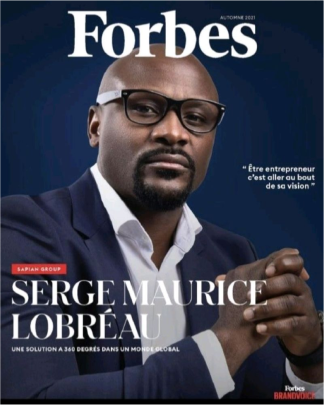 Forbes
AUTOMNE 2021
“ Être entrepreneur
c’est aller au bout
de sa vision ”
SAPIAN GROUP
SERGE MAURICE
LOBRÉAU
UNE SOLUTION A 360 DEGRÉS DANS UN MONDE GLOBAL
Forbes
BRANDVOICE